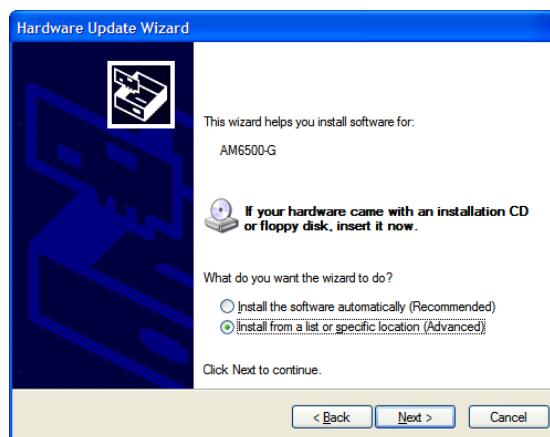 Hardware Update Wizard
This wizard helps you install software for:
AM6500-G
If your hardware came with an installation CD
or floppy disk, insert it now.
What do you want the wizard to do?
Install the software automatically (Recommended)
Install from a list or specific location (Advanced)
Click Next to continue.
< Back Next > Cancel